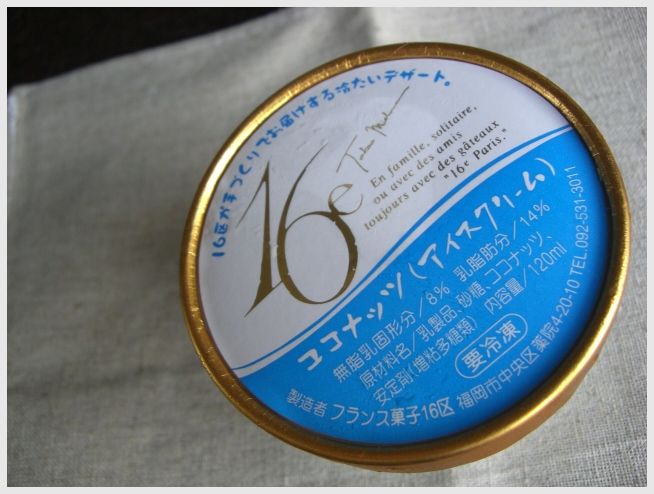 16区が手づくりでお届けする冷たいデザート。
16e
En famille, solitaire,
ou avec des amis
toujours avec des gâteaux
"16e Paris."
ココナッツ(アイスクリーム)
無脂乳固形分/8% 乳脂肪分/14%
原材料名/乳製品、砂糖、ココナッツ、
安定剤(増粘多糖類) 内容量/120ml
要冷凍
製造者 フランス菓子16区 福岡市中央区薬院4-20-10 TEL.092-531-3011